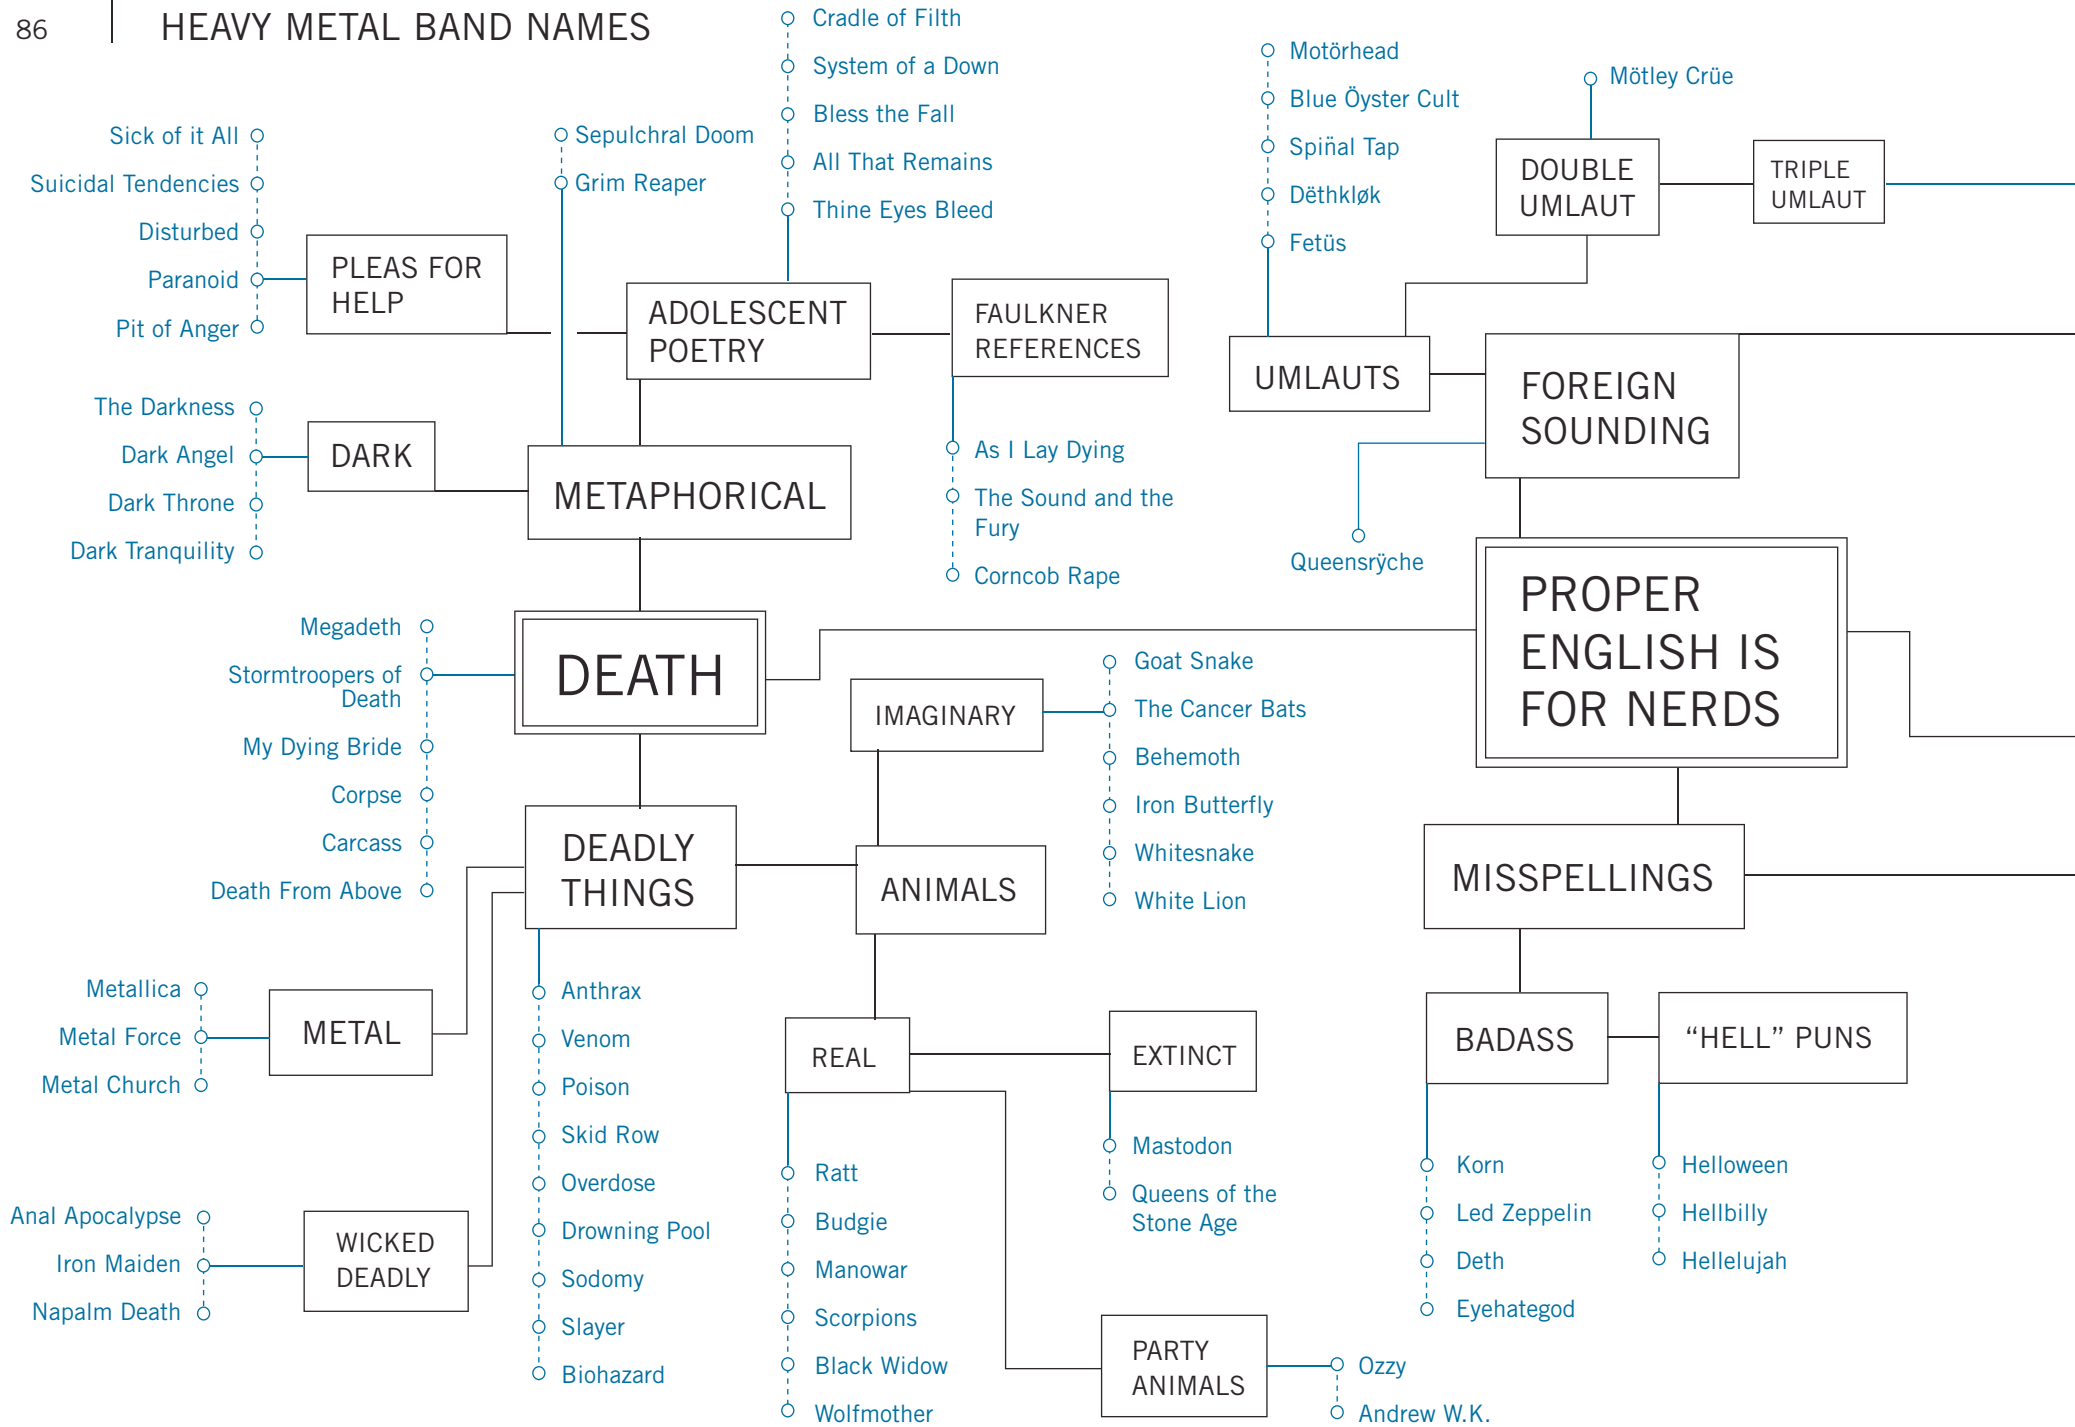 86
HEAVY METAL BAND NAMES
Cradle of Filth
System of a Down
Bless the Fall
All That Remains
Thine Eyes Bleed
Sick of it All
Suicidal Tendencies
Disturbed
Paranoid
Pit of Anger
PLEAS FOR
HELP
Sepulchral Doom
Grim Reaper
ADOLESCENT
POETRY
FAULKNER
REFERENCES
As I Lay Dying
The Sound and the
Fury
Corncob Rape
The Darkness
Dark Angel
Dark Throne
Dark Tranquility
DARK
METAPHORICAL
Motörhead
Blue Öyster Cult
Spin̈al Tap
Dëthkløk
Fetüs
Mötley Crüe
DOUBLE
UMLAUT
TRIPLE
UMLAUT
UMLAUTS
FOREIGN
SOUNDING
Queensrÿche
PROPER
ENGLISH IS
FOR NERDS
Megadeth
Stormtroopers of
Death
My Dying Bride
Corpse
Carcass
Death From Above
DEATH
IMAGINARY
Goat Snake
The Cancer Bats
Behemoth
Iron Butterfly
Whitesnake
White Lion
DEADLY
THINGS
ANIMALS
MISSPELLINGS
Metallica
Metal Force
Metal Church
METAL
Anthrax
Venom
Poison
Skid Row
Overdose
Drowning Pool
Sodomy
Slayer
Biohazard
REAL
EXTINCT
Mastodon
Queens of the
Stone Age
Ratt
Budgie
Manowar
Scorpions
Black Widow
Wolfmother
BADASS
“HELL” PUNS
Korn
Led Zeppelin
Deth
Eyehategod
Helloween
Hellbilly
Hellelujah
Anal Apocalypse
Iron Maiden
Napalm Death
WICKED
DEADLY
PARTY
ANIMALS
Ozzy
Andrew W.K.